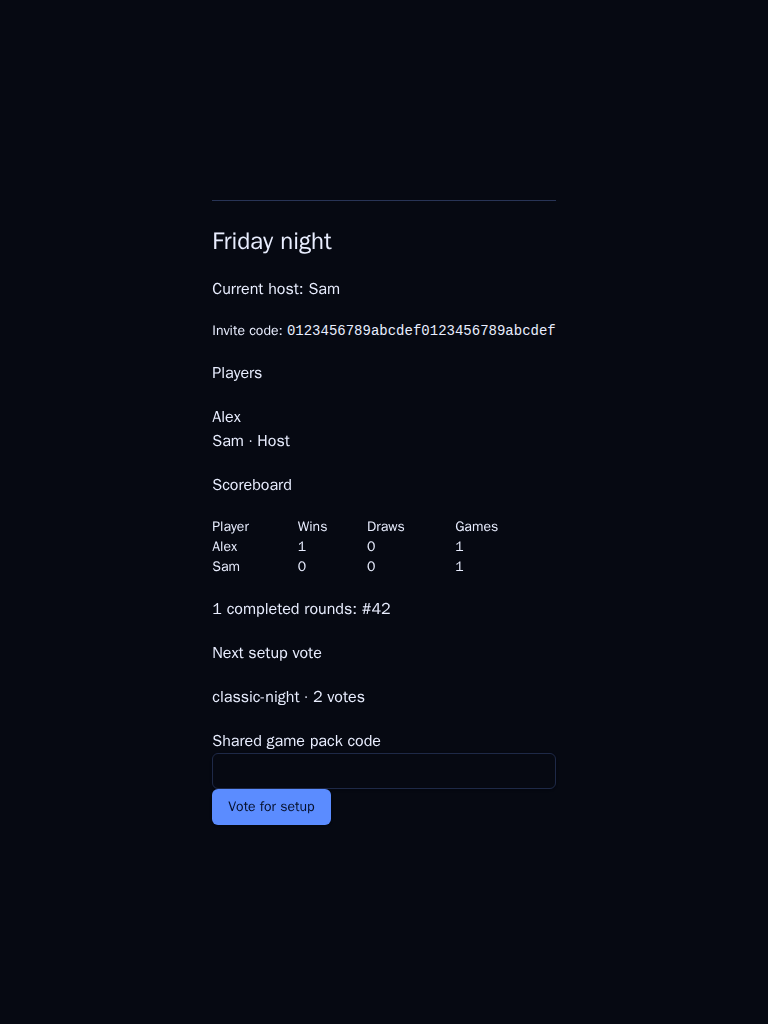 Friday night
Current host: Sam
Invite code: 0123456789abcdef0123456789abcdef
Players
Alex
Sam · Host
Scoreboard
Player Wins Draws Games
Alex 1 0 1
Sam 0 0 1
1 completed rounds: #42
Next setup vote
classic-night · 2 votes
Shared game pack code
Vote for setup